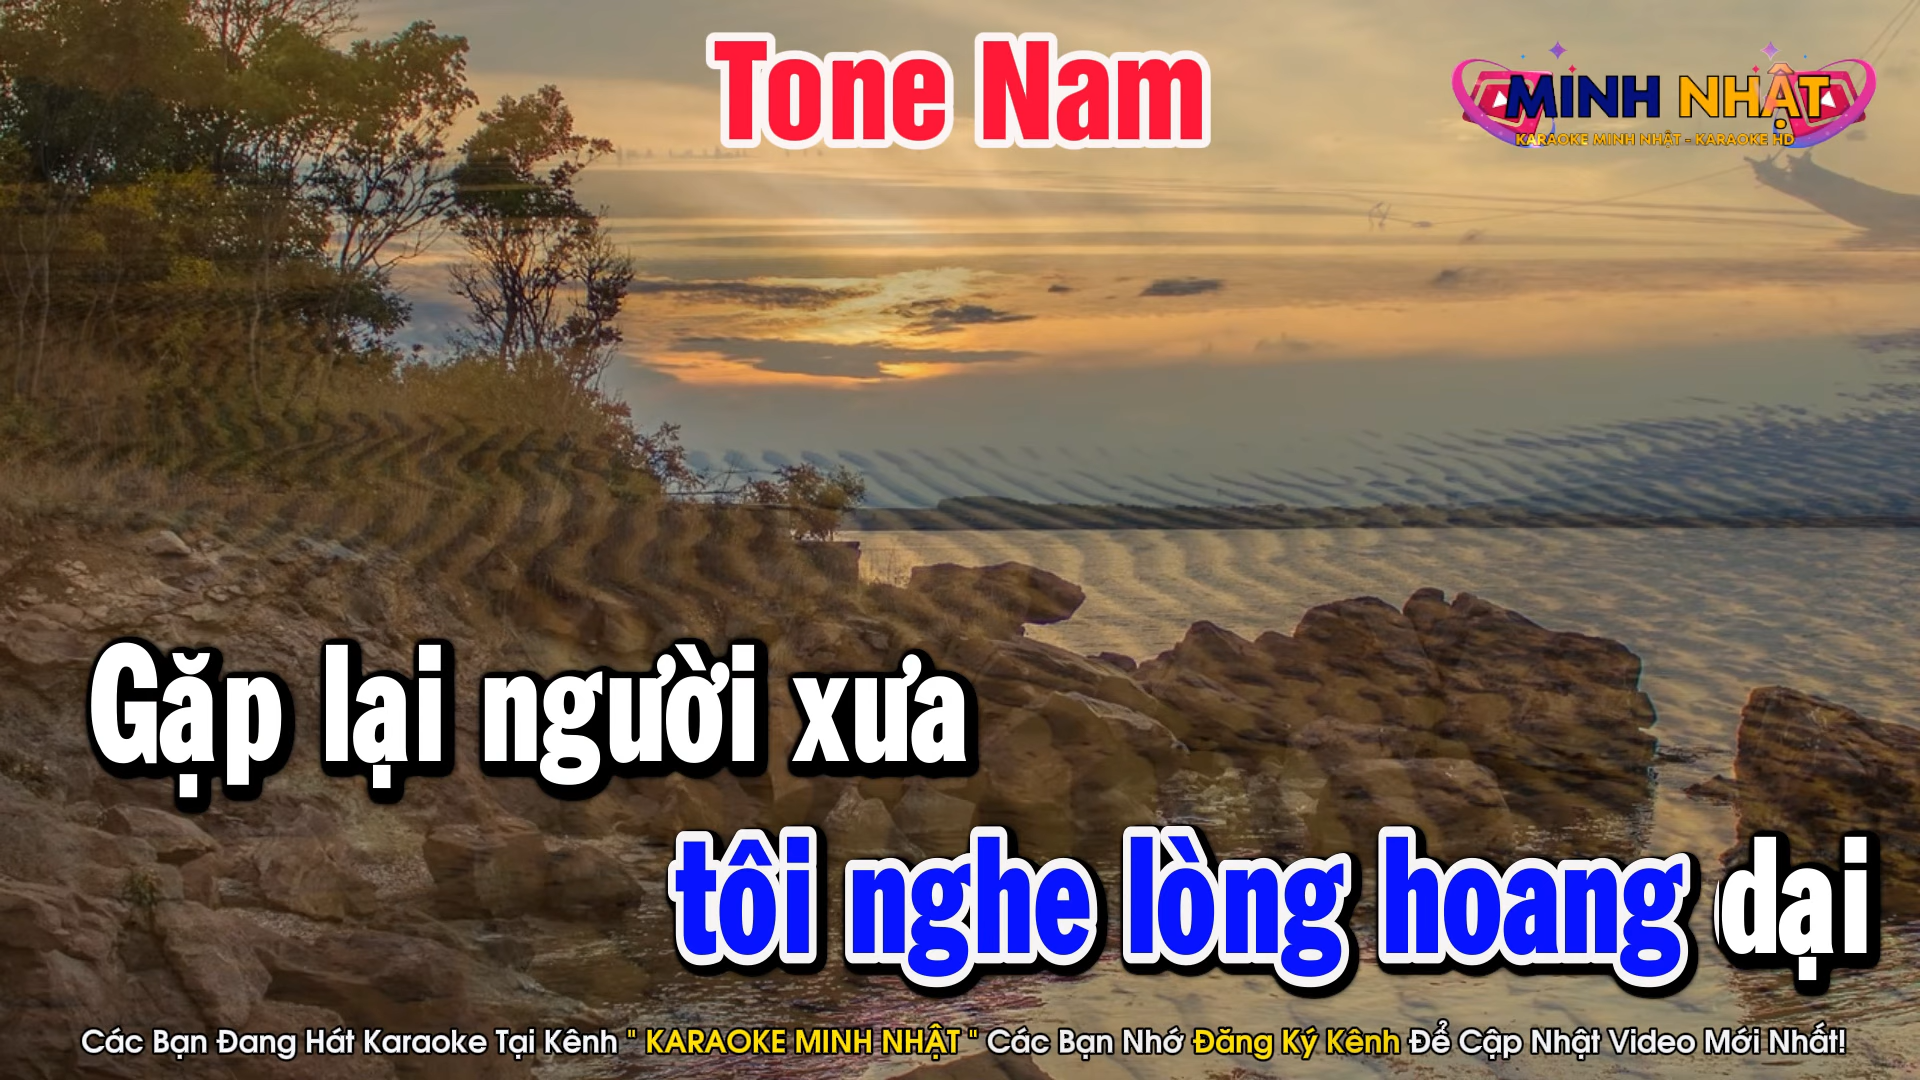 Tone Nam
MINH NHẬT
KARAOKE MINH NHẬT - KARAOKE HD
Gặp lại người xưa
tôi nghe lòng hoang dại
Các Bạn Đang Hát Karaoke Tại Kênh " KARAOKE MINH NHẬT " Các Bạn Nhớ Đăng Ký Kênh Để Cập Nhật Video Mới Nhất!